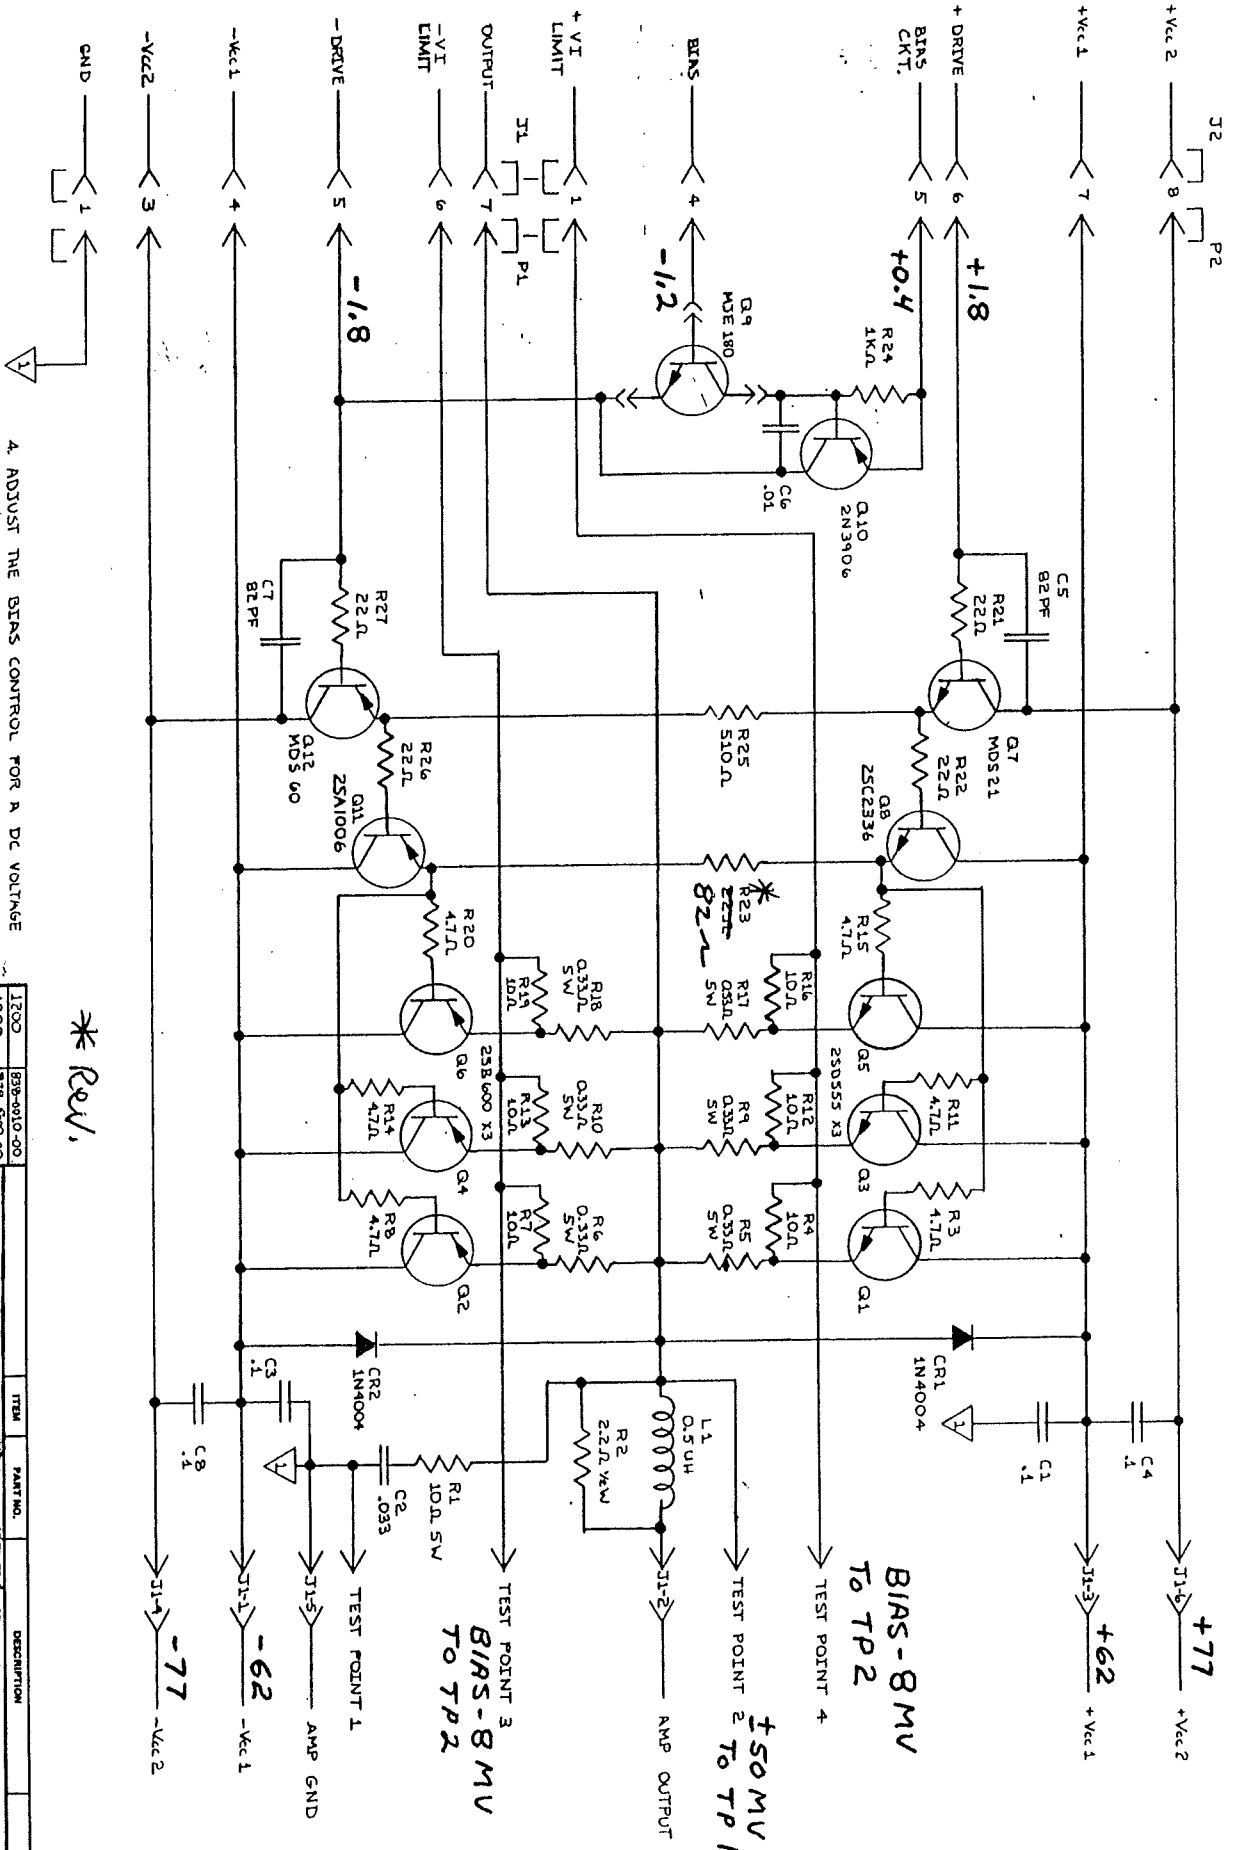 +Vcc 2
J2
8
P2
+Vcc 1
7
+ DRIVE
6
+1.8
BIAS
CKT.
5
+0.4
BIAS
4
-1.2
+ VI
LIMIT
1
J1
P1
OUTPUT
7
-VI
LIMIT
6
-DRIVE
5
-1.8
-Vcc 1
4
-Vcc2
3
GND
1
1
R24
1KΩ
Q9
MJE 180
Q10
2N3906
C6
.01
C5
82 PF
R21
22Ω
Q7
MDS21
R22
22Ω
Q8
2SC2336
R25
510Ω
R27
22Ω
C7
82 PF
Q12
MDS 60
R26
22Ω
Q11
2SA1006
*
R23
22Ω
82Ω
R15
4.7Ω
Q5
2SD555 X3
R11
4.7Ω
Q3
R3
4.7Ω
Q1
R16
10Ω
R12
10Ω
R4
10Ω
R17
0.33Ω
5W
R9
0.33Ω
5W
R5
0.33Ω
5W
R18
0.33Ω
5W
R10
0.33Ω
5W
R6
0.33Ω
5W
R19
10Ω
R13
10Ω
R7
10Ω
R20
4.7Ω
Q6
2SB600 X3
R14
4.7Ω
Q4
R8
4.7Ω
Q2
CR1
1N4004
CR2
1N4004
C4
.1
C1
.1
1
L1
0.5 UH
R2
2.2Ω ½W
R1
10Ω 5W
C2
.033
C3
.1
1
C8
.1
J1-6
+77
+Vcc 2
J1-3
+62
+Vcc 1
BIAS-8MV
To TP2
TEST POINT 4
TEST POINT 2
±50MV
To TP1
J1-2
AMP OUTPUT
TEST POINT 3
BIAS-8MV
To TP2
TEST POINT 1
J1-5
AMP GND
J1-1
-62
-Vcc 1
J1-4
-77
-Vcc 2
4. ADJUST THE BIAS CONTROL FOR A DC VOLTAGE
* Rev.
1200
838-0010-00
ITEM
PART NO.
DESCRIPTION